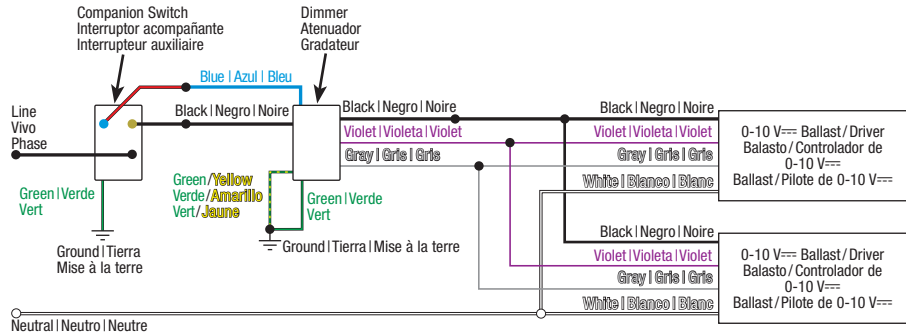 Companion Switch
Interruptor acompañante
Interrupteur auxiliaire
Dimmer
Atenuador
Gradateur
Blue | Azul | Bleu
Line
Vivo
Phase
Black | Negro | Noire
Black | Negro | Noire
Violet | Violeta | Violet
Gray | Gris | Gris
Black | Negro | Noire
Violet | Violeta | Violet
Gray | Gris | Gris
White | Blanco | Blanc
0-10 V⎓ Ballast / Driver
Balasto / Controlador de
0-10 V⎓
Ballast / Pilote de 0-10 V⎓
Green | Verde
Vert
Green/Yellow
Verde/Amarillo
Vert/Jaune
Green | Verde
Vert
Ground | Tierra
Mise à la terre
Ground | Tierra | Mise à la terre
Black | Negro | Noire
Violet | Violeta | Violet
Gray | Gris | Gris
White | Blanco | Blanc
0-10 V⎓ Ballast / Driver
Balasto / Controlador de
0-10 V⎓
Ballast / Pilote de 0-10 V⎓
Neutral | Neutro | Neutre